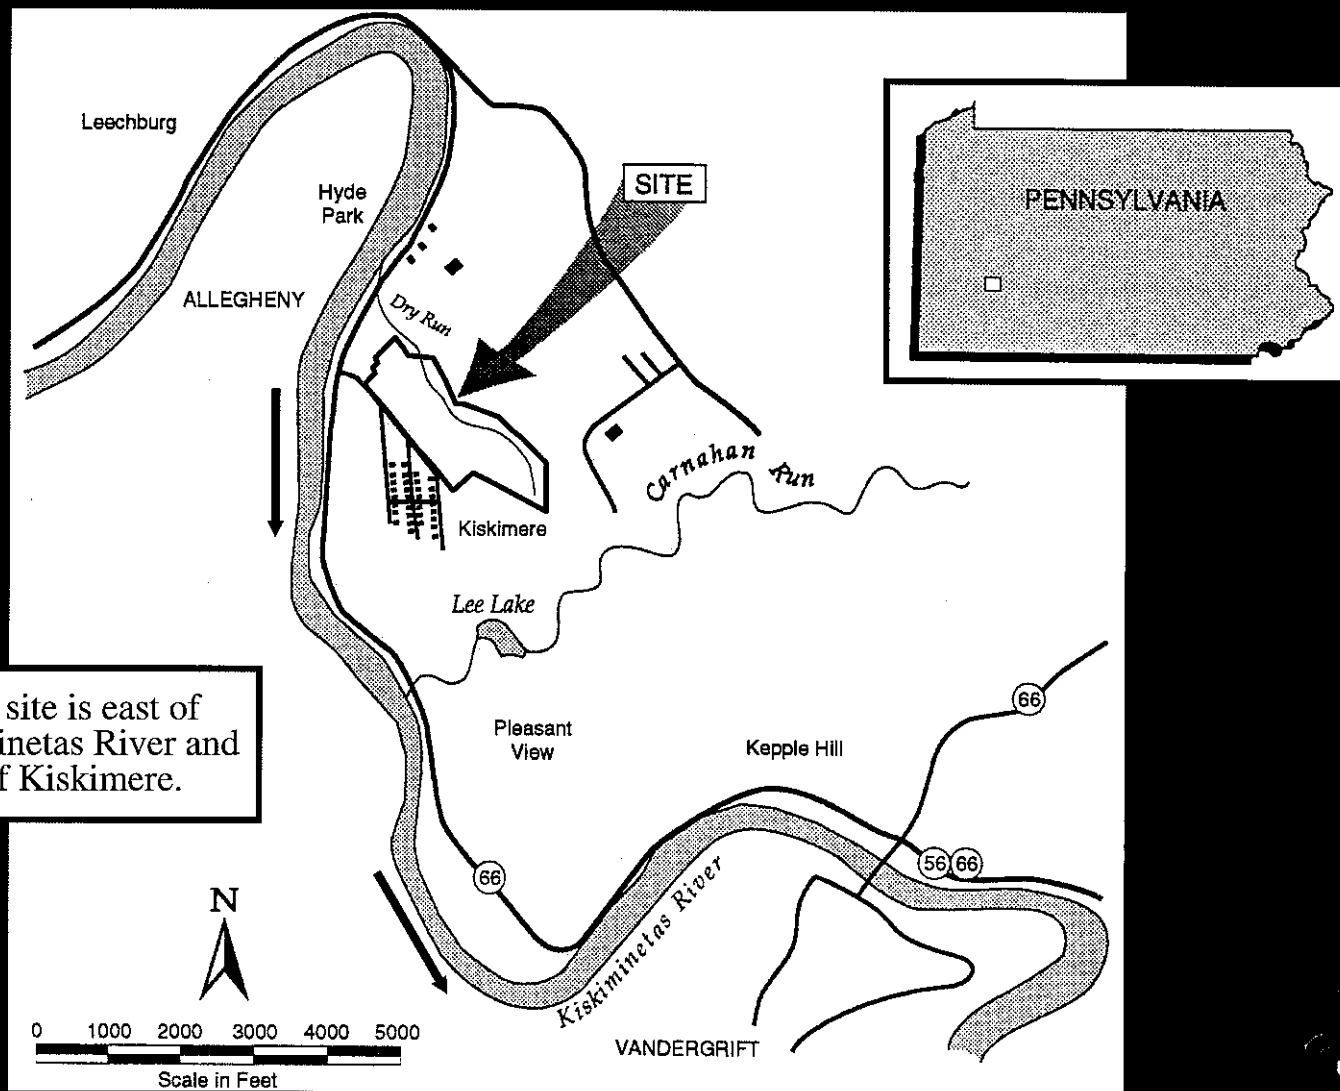 Leechburg
Hyde
Park
SITE
PENNSYLVANIA
ALLEGHENY
Dry Run
Carnahan Run
Kiskimere
Lee Lake
site is east of
inetas River and
f Kiskimere.
Pleasant
View
Kepple Hill
66
66
56 66
Kiskiminetas River
VANDERGRIFT
N
0 1000 2000 3000 4000 5000
Scale in Feet